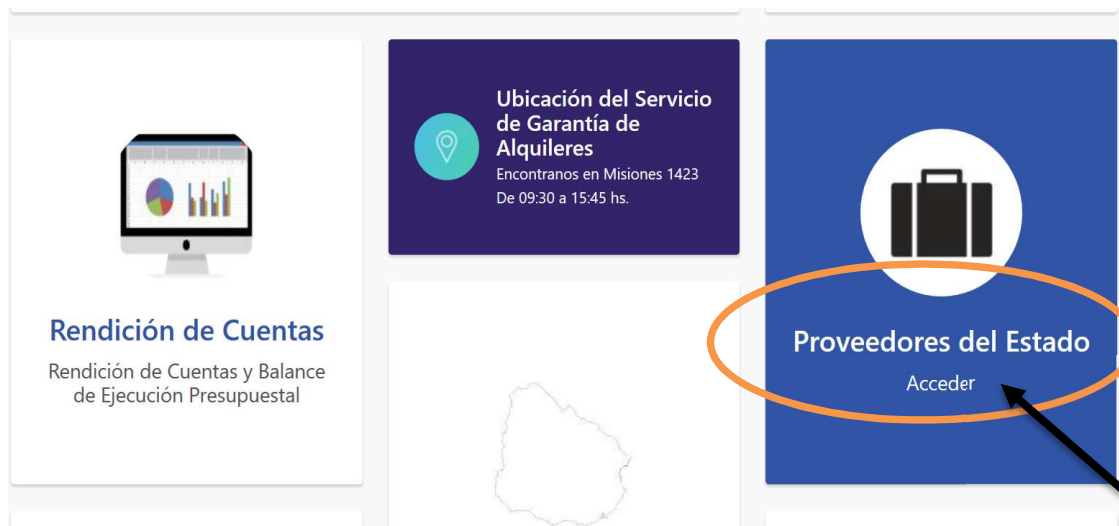 Rendición de Cuentas
Rendición de Cuentas y Balance
de Ejecución Presupuestal
Ubicación del Servicio
de Garantía de
Alquileres
Encontranos en Misiones 1423
De 09:30 a 15:45 hs.
Proveedores del Estado
Acceder